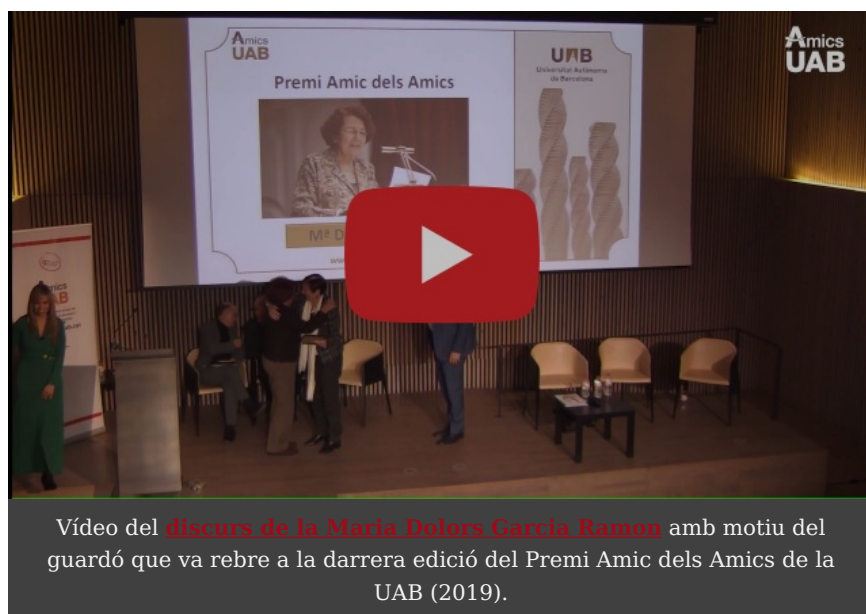 Amics
UAB
UAB
Universitat Autònoma
de Barcelona
Premi Amic dels Amics
Mª D
www
Amics
UAB
Amics
UAB
Vídeo del discurs de la Maria Dolors Garcia Ramon amb motiu del
guardó que va rebre a la darrera edició del Premi Amic dels Amics de la
UAB (2019).